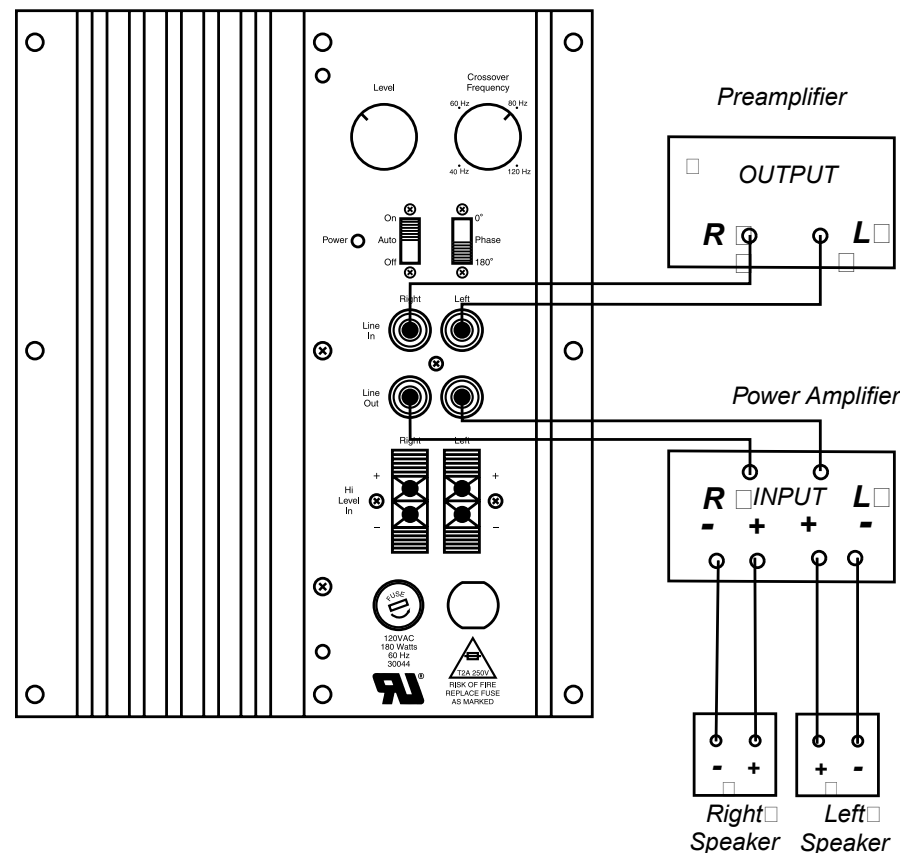 Level
Crossover
Frequency
60 Hz
80 Hz
40 Hz
120 Hz
On
0°
Power
Auto
Phase
Off
180°
Right
Left
Line
In
Line
Out
Right
Left
+
+
Hi
Level
In
–
–
FUSE
120VAC
180 Watts
60 Hz
30044
T2A 250V
RISK OF FIRE
REPLACE FUSE
AS MARKED
RU®
Preamplifier
OUTPUT
R
L
Power Amplifier
R INPUT L
- + + -
- +
+ -
Right
Speaker
Left
Speaker